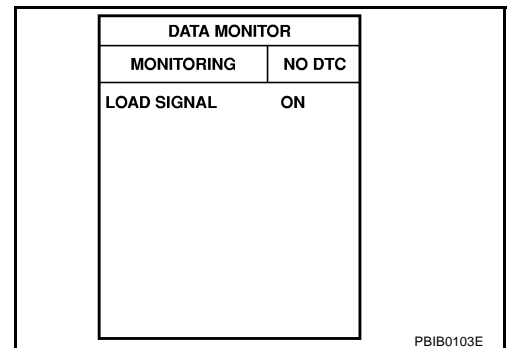 DATA MONITOR
MONITORING NO DTC
LOAD SIGNAL ON
PBIB0103E